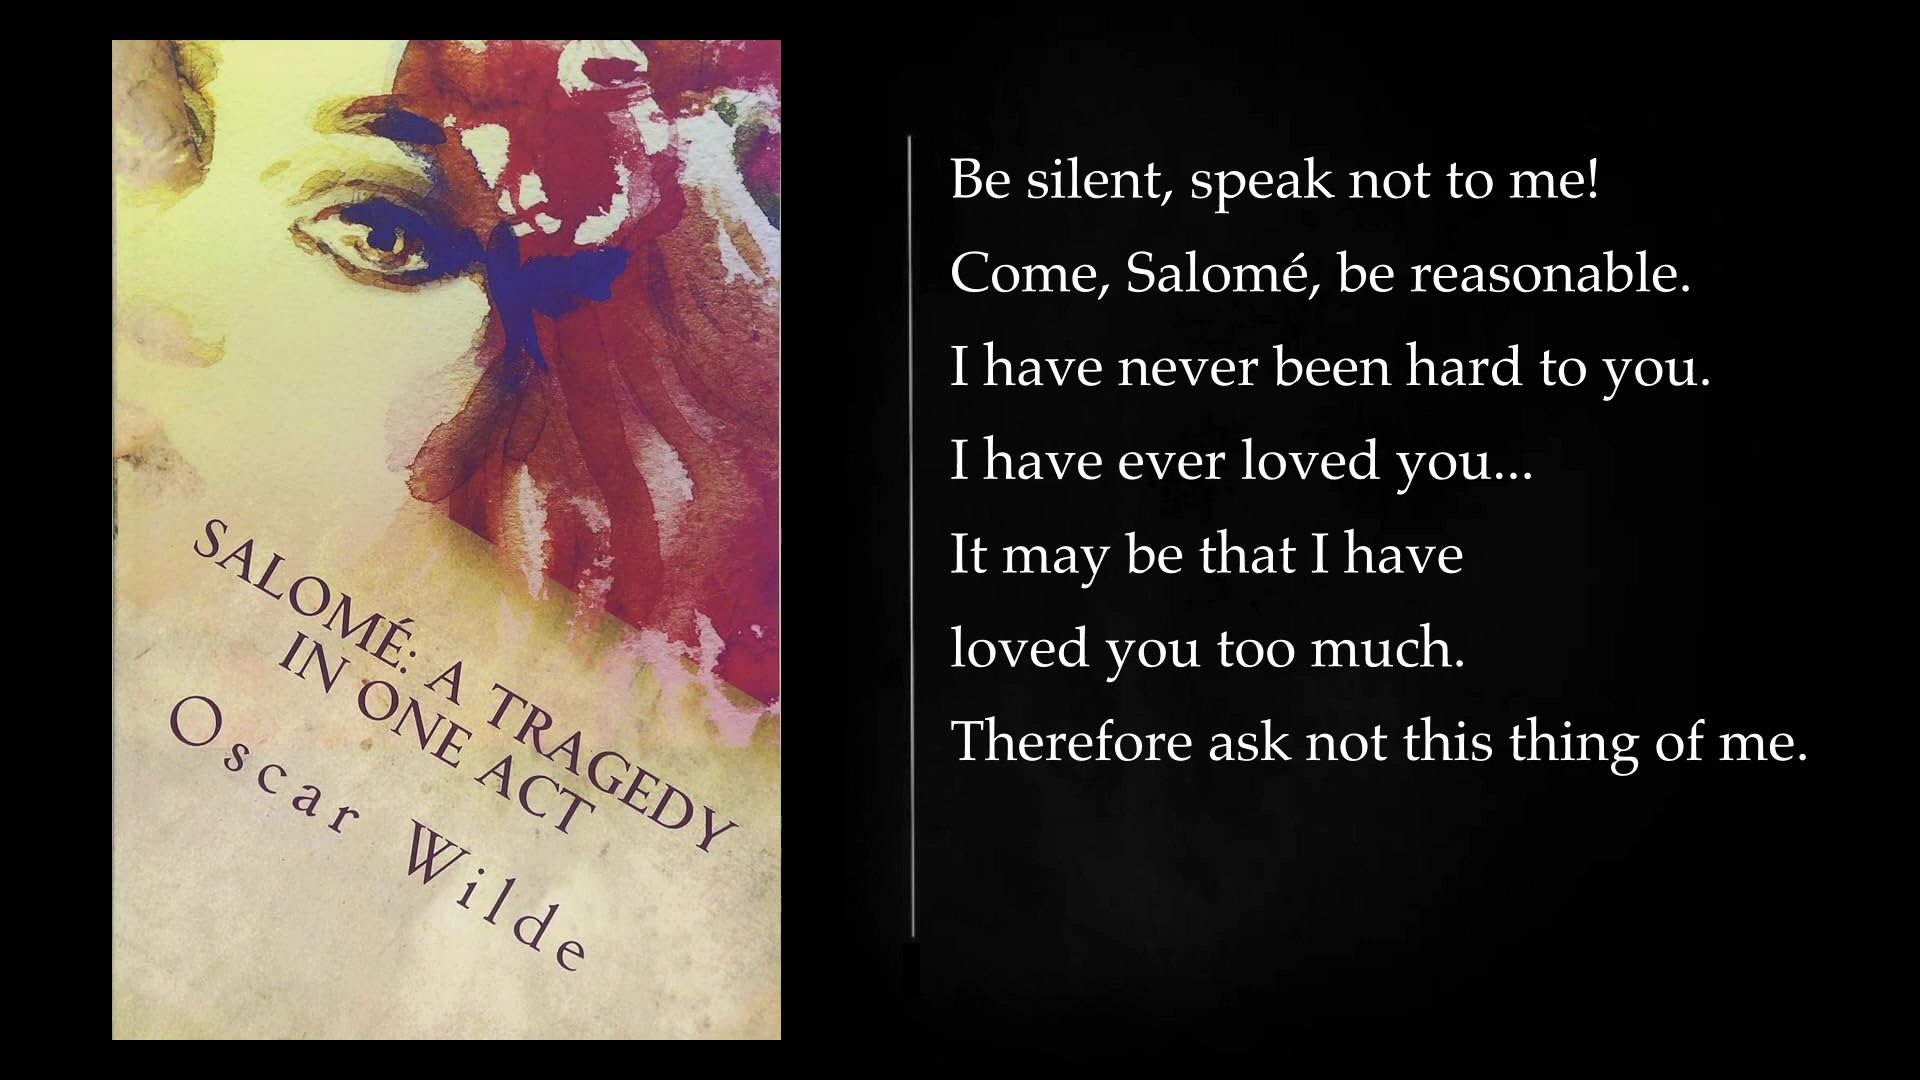 SALOMÉ: A TRAGEDY
IN ONE ACT
Oscar Wilde
Be silent, speak not to me!
Come, Salomé, be reasonable.
I have never been hard to you.
I have ever loved you...
It may be that I have
loved you too much.
Therefore ask not this thing of me.